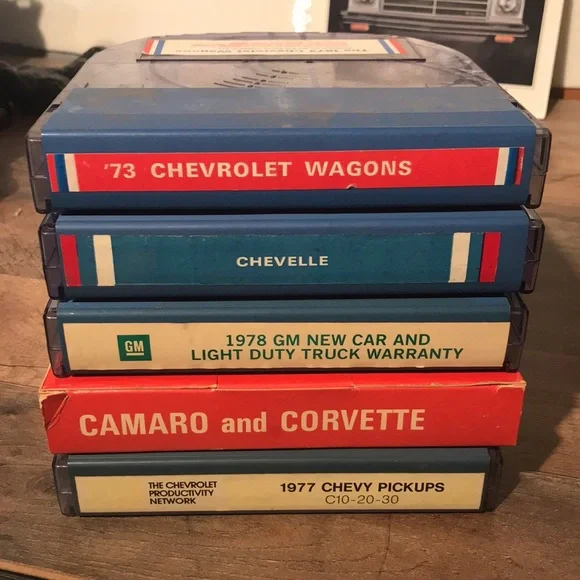 '73 CHEVROLET WAGONS
CHEVELLE
GM
1978 GM NEW CAR AND
LIGHT DUTY TRUCK WARRANTY
CAMARO and CORVETTE
THE CHEVROLET
PRODUCTIVITY
NETWORK
1977 CHEVY PICKUPS
C10-20-30